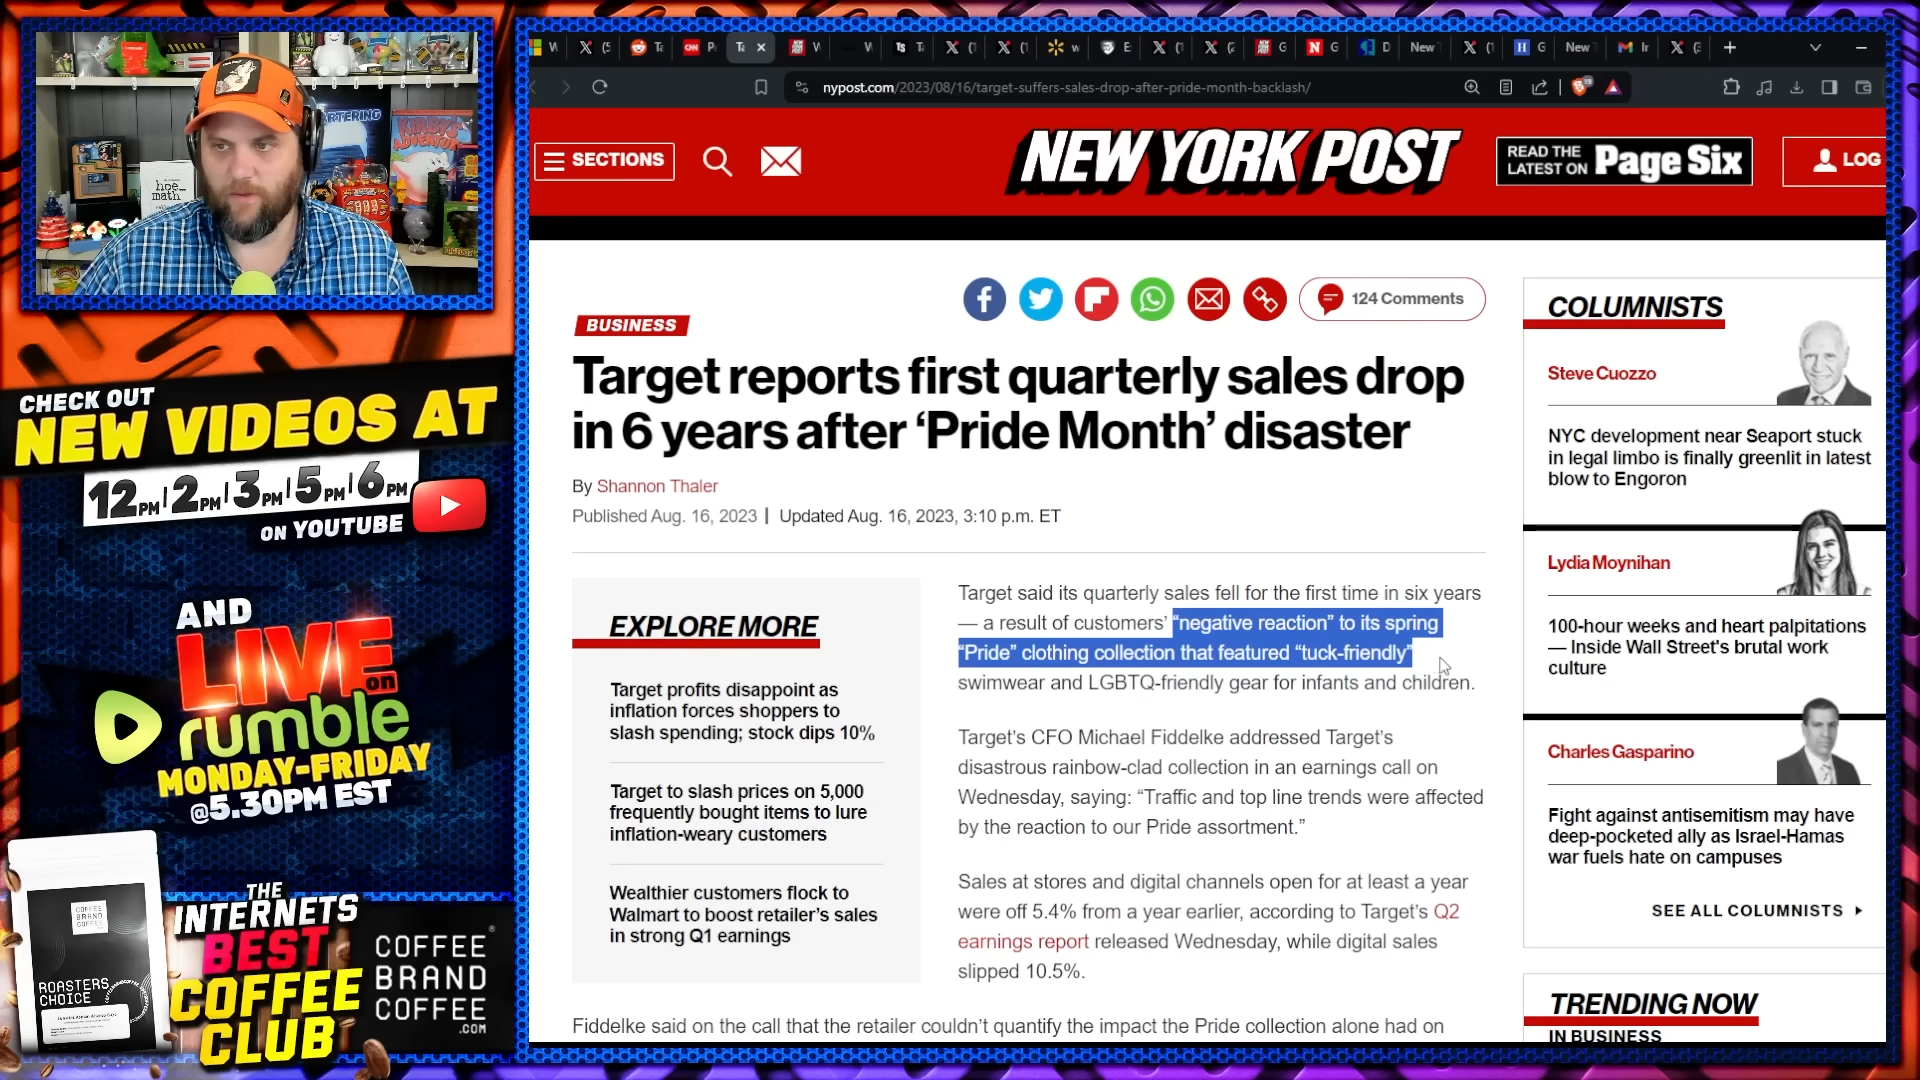 nypost.com/2023/08/16/target-suffers-sales-drop-after-pride-month-backlash/
SECTIONS
NEW YORK POST
READ THE
LATEST ON
Page Six
LOG
124 Comments
BUSINESS
Target reports first quarterly sales drop
in 6 years after ‘Pride Month’ disaster
By Shannon Thaler
Published Aug. 16, 2023 | Updated Aug. 16, 2023, 3:10 p.m. ET
EXPLORE MORE
Target profits disappoint as
inflation forces shoppers to
slash spending; stock dips 10%
Target to slash prices on 5,000
frequently bought items to lure
inflation-weary customers
Wealthier customers flock to
Walmart to boost retailer’s sales
in strong Q1 earnings
Target said its quarterly sales fell for the first time in six years
— a result of customers’ “negative reaction” to its spring
“Pride” clothing collection that featured “tuck-friendly”
swimwear and LGBTQ-friendly gear for infants and children.
Target’s CFO Michael Fiddelke addressed Target’s
disastrous rainbow-clad collection in an earnings call on
Wednesday, saying: “Traffic and top line trends were affected
by the reaction to our Pride assortment.”
Sales at stores and digital channels open for at least a year
were off 5.4% from a year earlier, according to Target’s Q2
earnings report released Wednesday, while digital sales
slipped 10.5%.
Fiddelke said on the call that the retailer couldn’t quantify the impact the Pride collection alone had on
COLUMNISTS
Steve Cuozzo
NYC development near Seaport stuck
in legal limbo is finally greenlit in latest
blow to Engoron
Lydia Moynihan
100-hour weeks and heart palpitations
— Inside Wall Street's brutal work
culture
Charles Gasparino
Fight against antisemitism may have
deep-pocketed ally as Israel-Hamas
war fuels hate on campuses
SEE ALL COLUMNISTS
TRENDING NOW
IN BUSINESS
hoe_
math
CHECK OUT
NEW VIDEOS AT
12PM | 2PM | 3PM | 5PM | 6PM
ON YOUTUBE
AND
LIVE
on
rumble
MONDAY-FRIDAY
@5.30PM EST
THE
INTERNETS
BEST
COFFEE
CLUB
COFFEE
BRAND
COFFEE
.COM
COFFEE
BRAND
COFFEE
ROASTERS
CHOICE